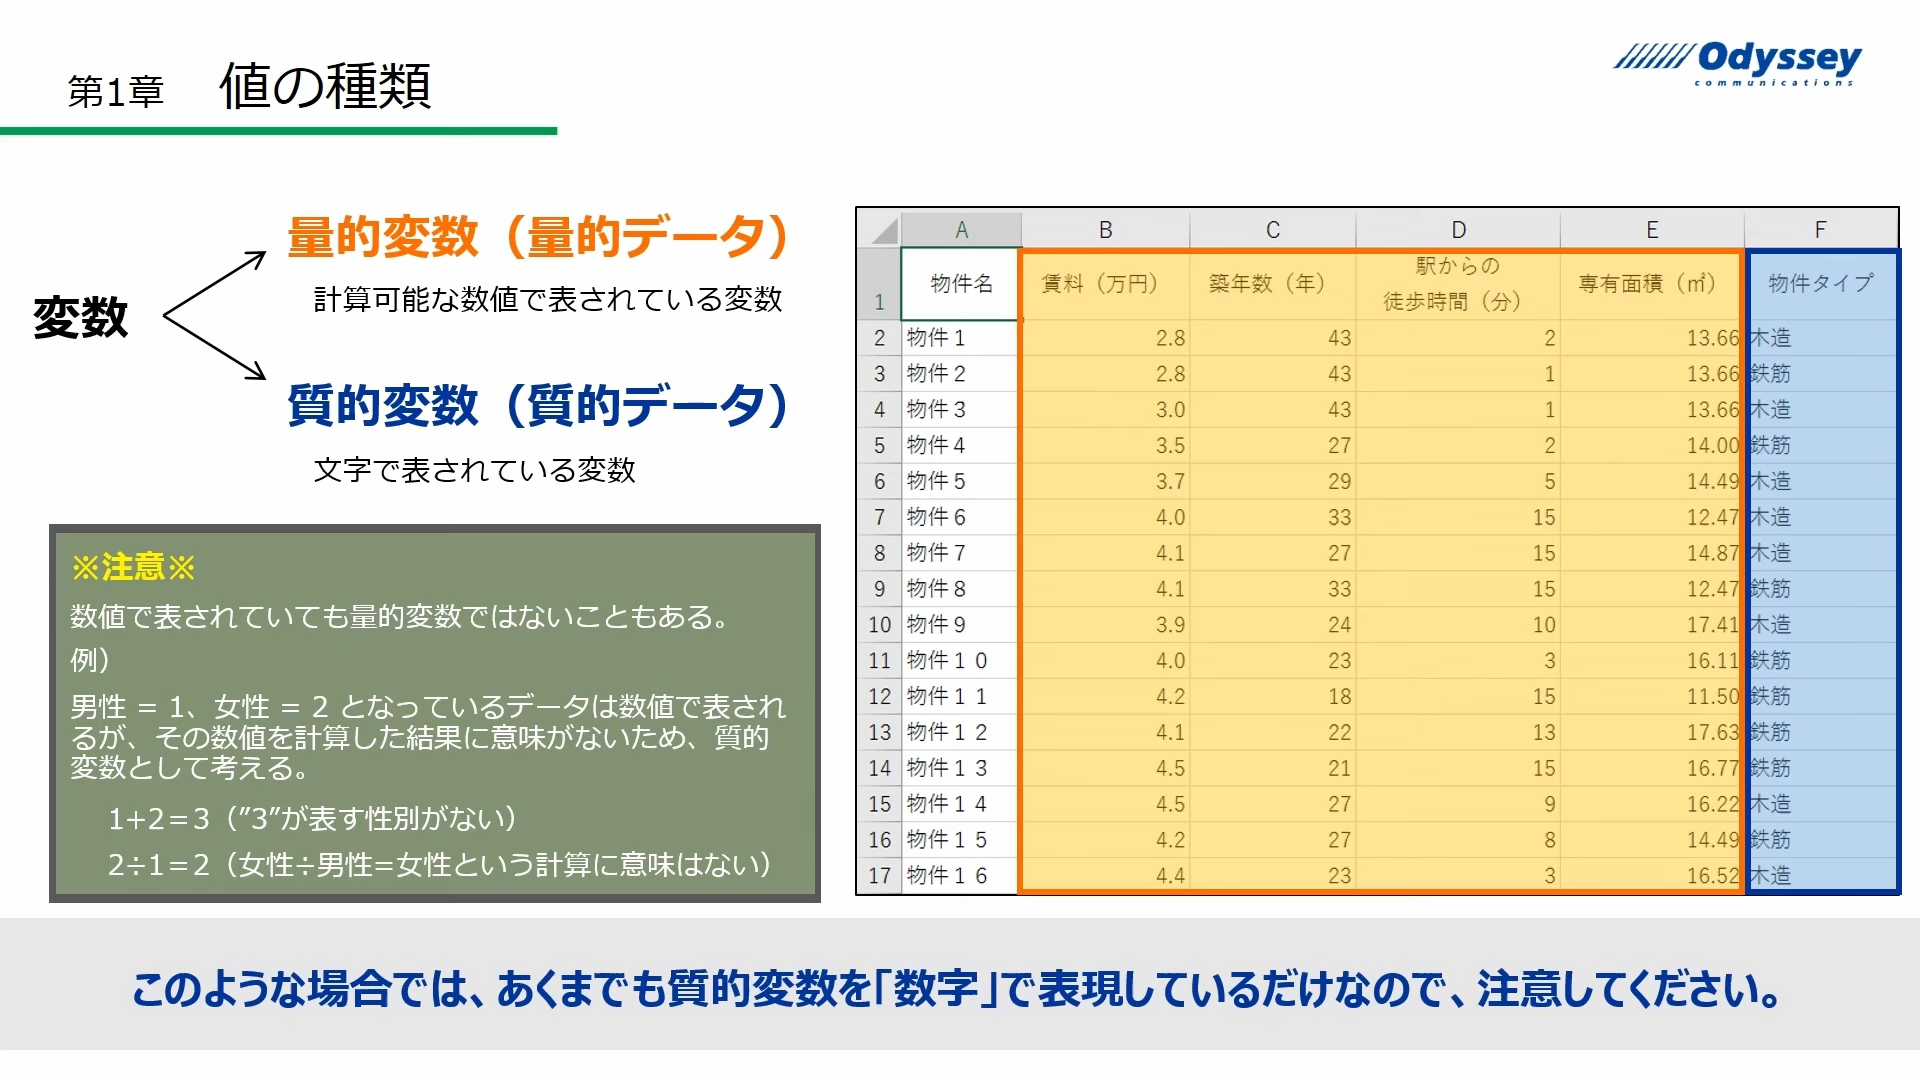 第1章 値の種類
Odyssey
communications
変数
量的変数（量的データ）
計算可能な数値で表されている変数
質的変数（質的データ）
文字で表されている変数
※注意※
数値で表されていても量的変数ではないこともある。
例）
男性 = 1、女性 = 2 となっているデータは数値で表され
るが、その数値を計算した結果に意味がないため、質的
変数として考える。
1+2＝3（”3”が表す性別がない）
2÷1＝2（女性÷男性=女性という計算に意味はない）
A B C D E F
1 物件名 賃料（万円） 築年数（年） 駅からの 徒歩時間（分） 専有面積（㎡） 物件タイプ
2 物件１ 2.8 43 2 13.66 木造
3 物件２ 2.8 43 1 13.66 鉄筋
4 物件３ 3.0 43 1 13.66 木造
5 物件４ 3.5 27 2 14.00 鉄筋
6 物件５ 3.7 29 5 14.49 木造
7 物件６ 4.0 33 15 12.47 木造
8 物件７ 4.1 27 15 14.87 木造
9 物件８ 4.1 33 15 12.47 鉄筋
10 物件９ 3.9 24 10 17.41 木造
11 物件１０ 4.0 23 3 16.11 鉄筋
12 物件１１ 4.2 18 15 11.50 鉄筋
13 物件１２ 4.1 22 13 17.63 鉄筋
14 物件１３ 4.5 21 15 16.77 鉄筋
15 物件１４ 4.5 27 9 16.22 木造
16 物件１５ 4.2 27 8 14.49 鉄筋
17 物件１６ 4.4 23 3 16.52 木造
このような場合では、あくまでも質的変数を「数字」で表現しているだけなので、注意してください。